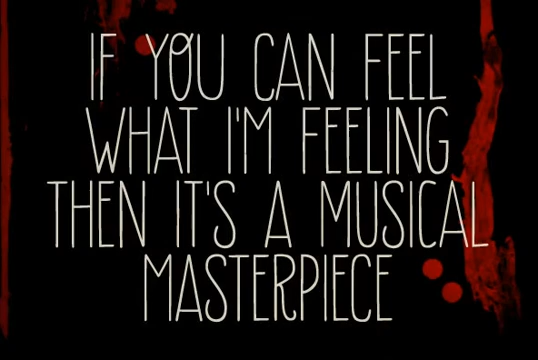 IF YOU CAN FEEL
WHAT I'M FEELING
THEN IT'S A MUSICAL
MASTERPIECE